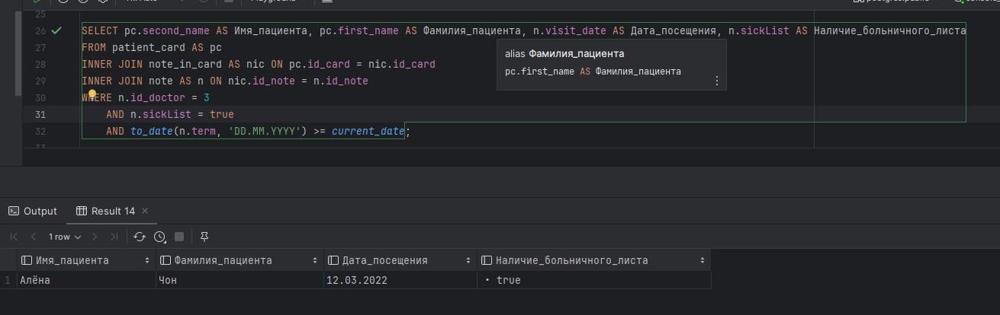 25
26 SELECT pc.second_name AS Имя_пациента, pc.first_name AS Фамилия_пациента, n.visit_date AS Дата_посещения, n.sickList AS Наличие_больничного_листа
27 FROM patient_card AS pc
28 INNER JOIN note_in_card AS nic ON pc.id_card = nic.id_card
29 INNER JOIN note AS n ON nic.id_note = n.id_note
30 WHERE n.id_doctor = 3
31 AND n.sickList = true
32 AND to_date(n.term, 'DD.MM.YYYY') >= current_date;
alias Фамилия_пациента
pc.first_name AS Фамилия_пациента
Output
Result 14
1 row
Имя_пациента Фамилия_пациента Дата_посещения Наличие_больничного_листа
1 Алёна Чон 12.03.2022 • true